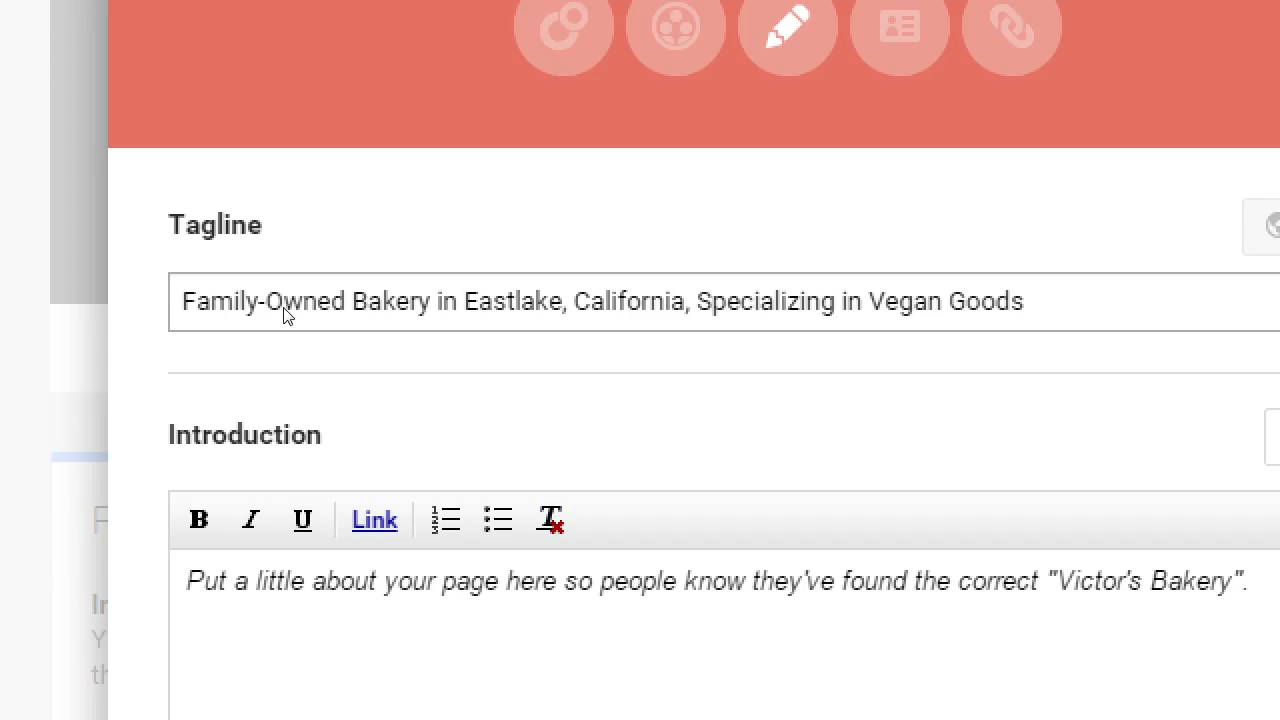 Tagline
Family-Owned Bakery in Eastlake, California, Specializing in Vegan Goods
Introduction
B I U Link
Put a little about your page here so people know they've found the correct "Victor's Bakery".